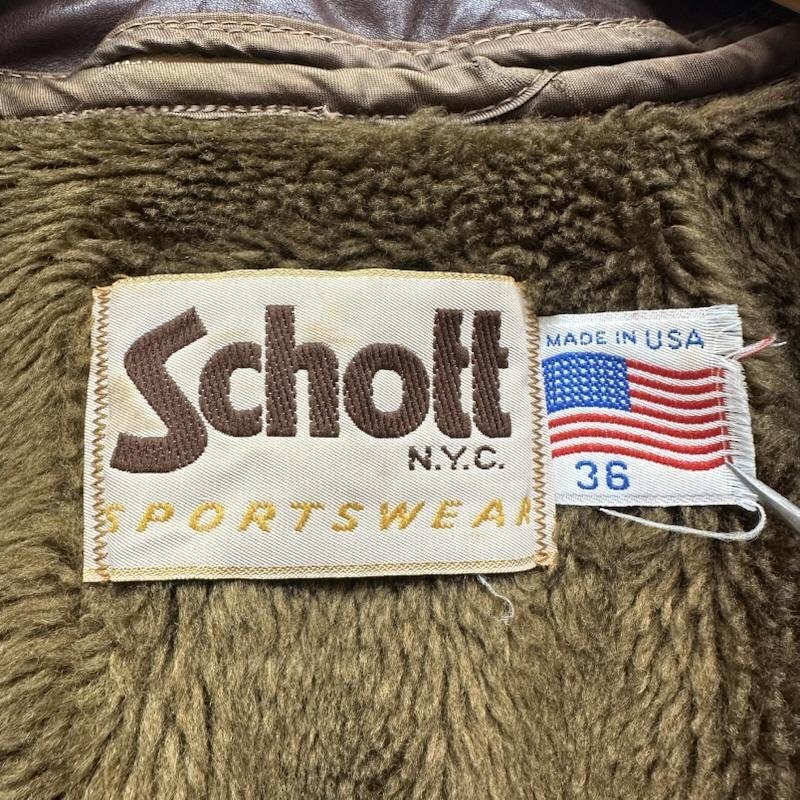 Schott
N.Y.C.
SPORTSWEAR
MADE IN USA
36